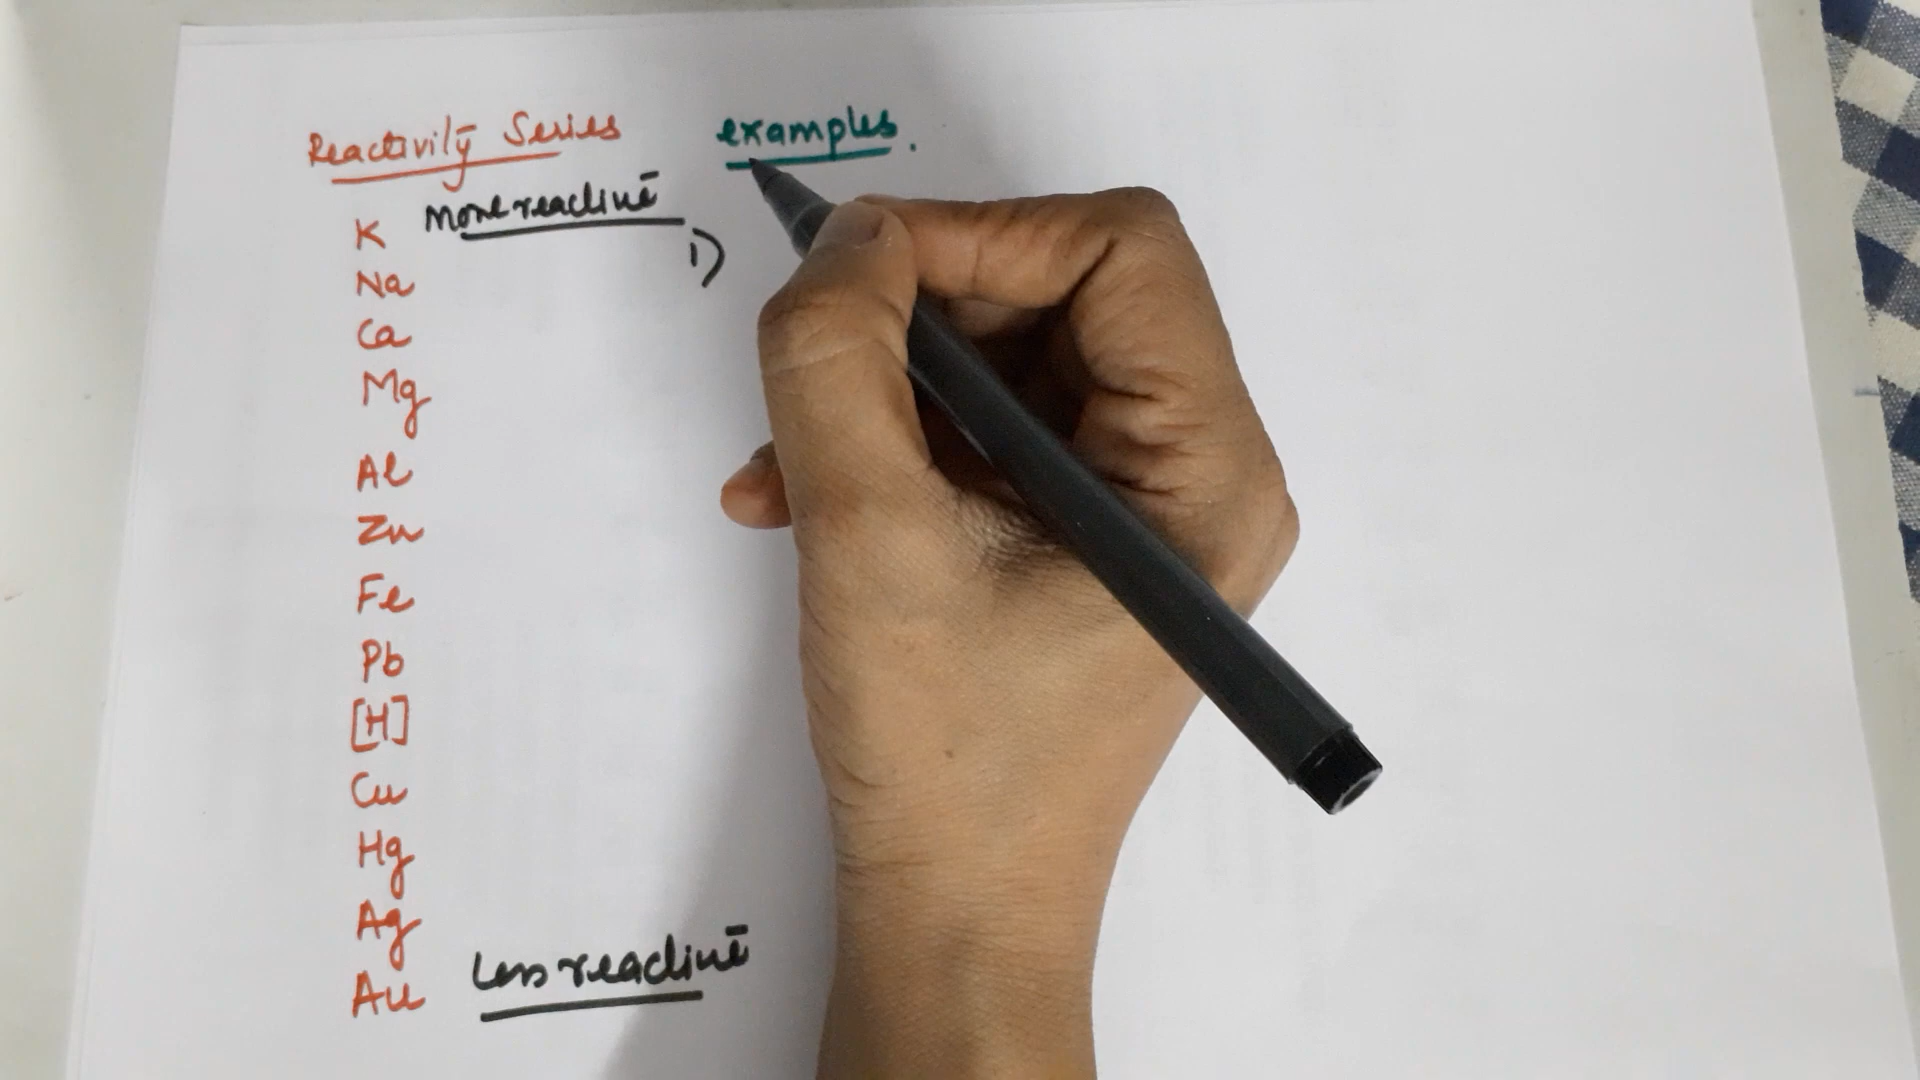 Reactivity Series
examples.
K
More reactive
1)
Na
Ca
Mg
Al
Zn
Fe
Pb
[H]
Cu
Hg
Ag
Au
Less reactive